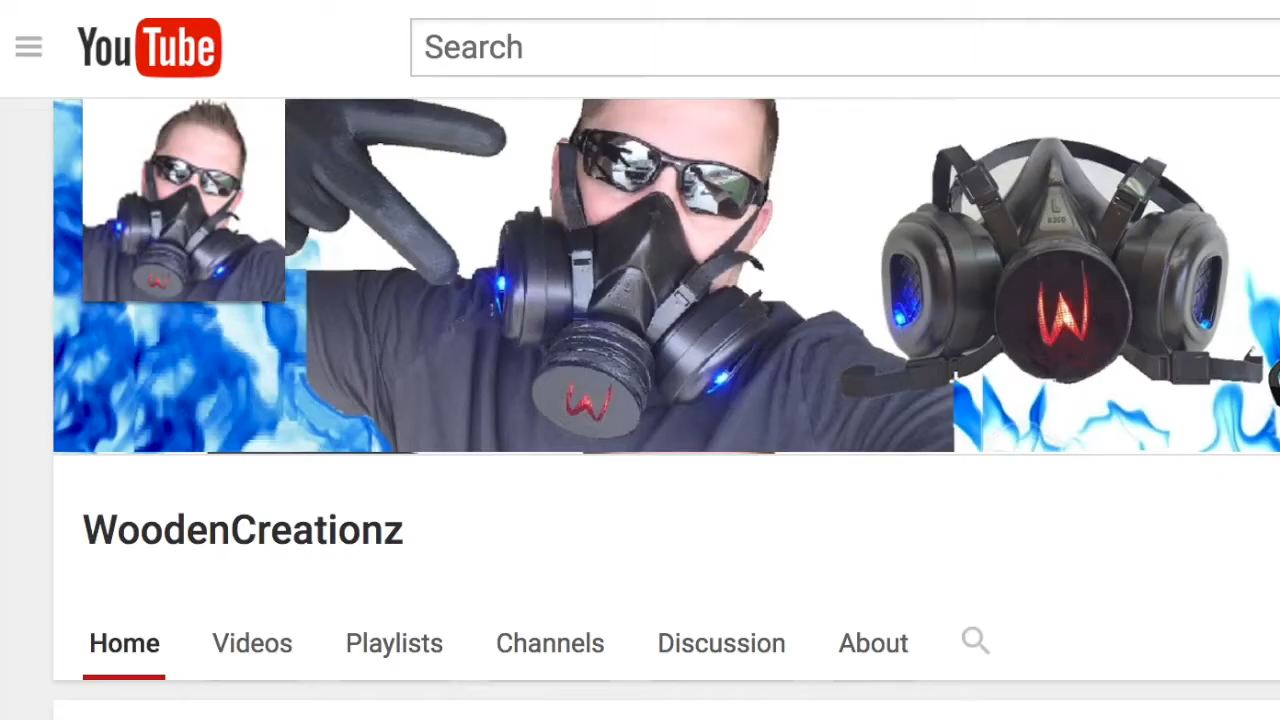 YouTube
Search
W
W
W
WoodenCreationz
Home
Videos
Playlists
Channels
Discussion
About